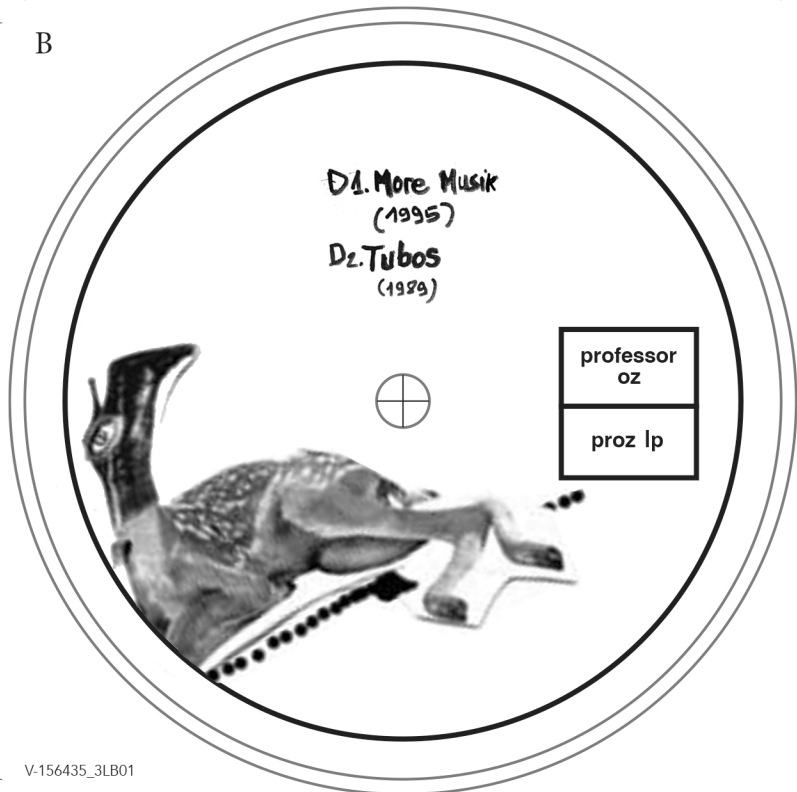 B
D1. More Musik
(1995)
D2. Tubos
(1989)
professor
oz
proz lp
V-156435_3LB01